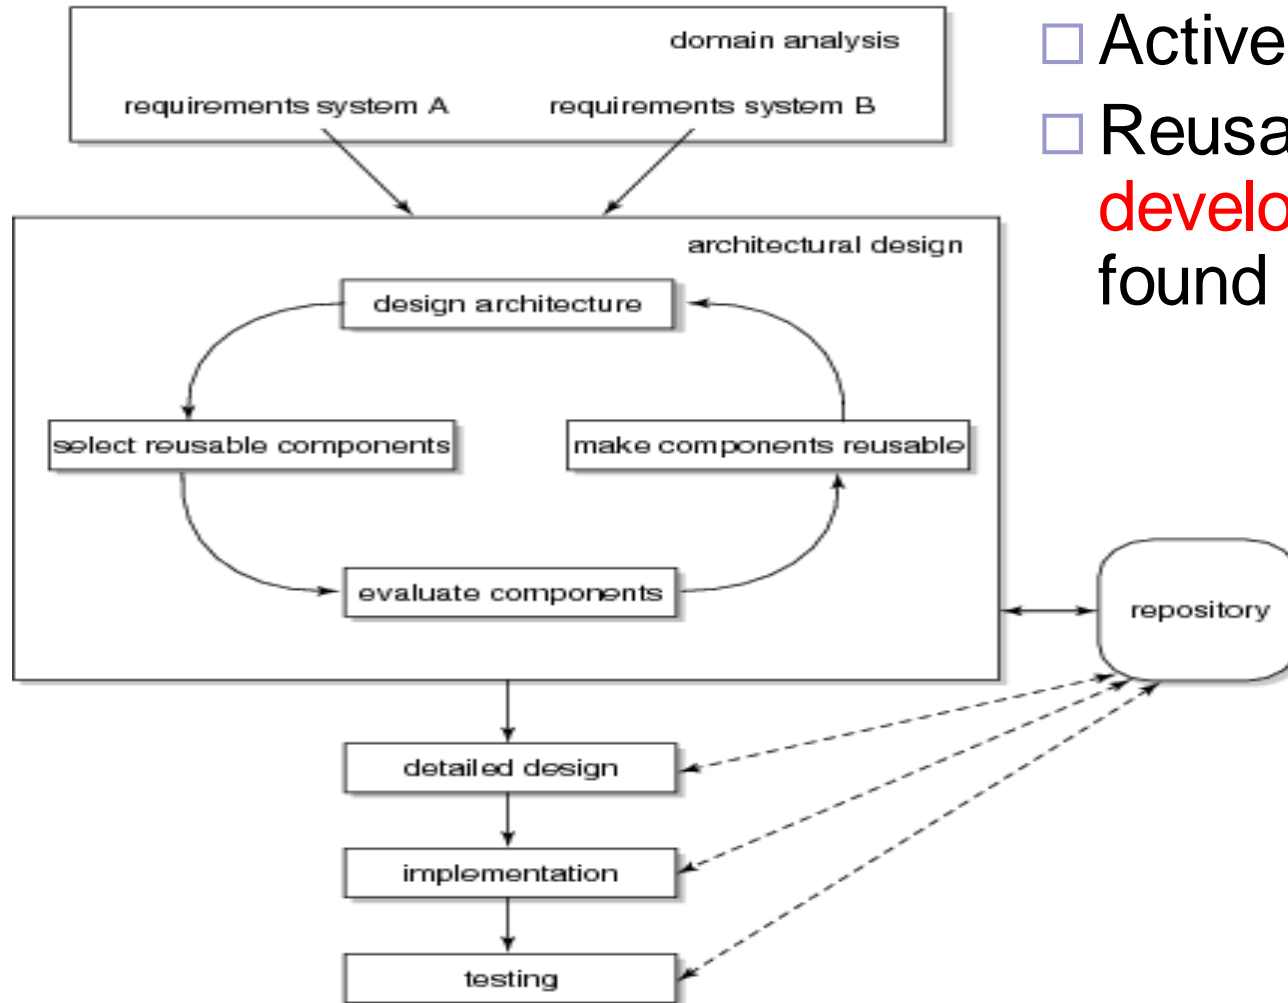 domain analysis
requirements system A
requirements system B
architectural design
design architecture
select reusable components
make components reusable
evaluate components
repository
detailed design
implementation
testing
Active
Reusa
develo
found